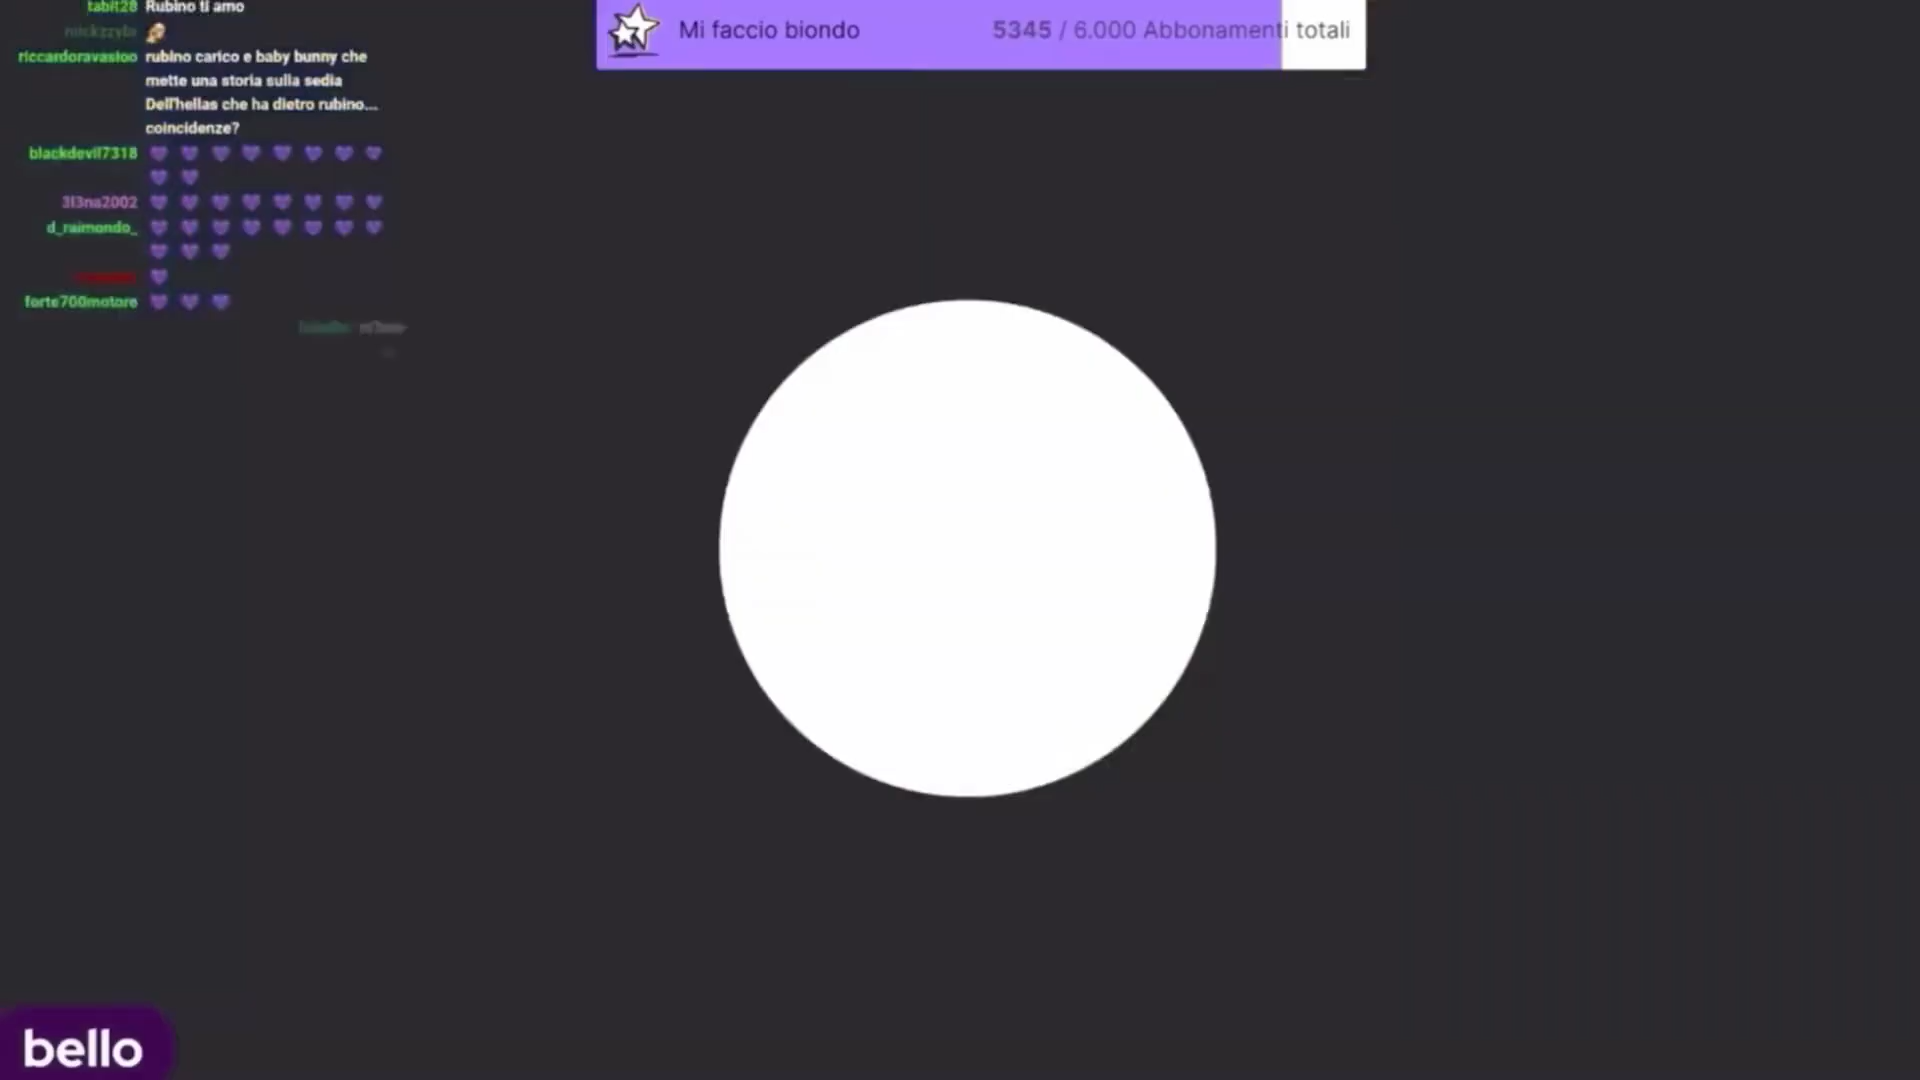 tabit28 Rubino ti amo
riccardoravasioo rubino carico e baby bunny che
mette una storia sulla sedia
Dell'hellas che ha dietro rubino...
coincidenze?
blackdevil7318
3l3na2002
d_raimondo_
forte700motore
Mi faccio biondo 5345 / 6.000 Abbonamenti totali
bello